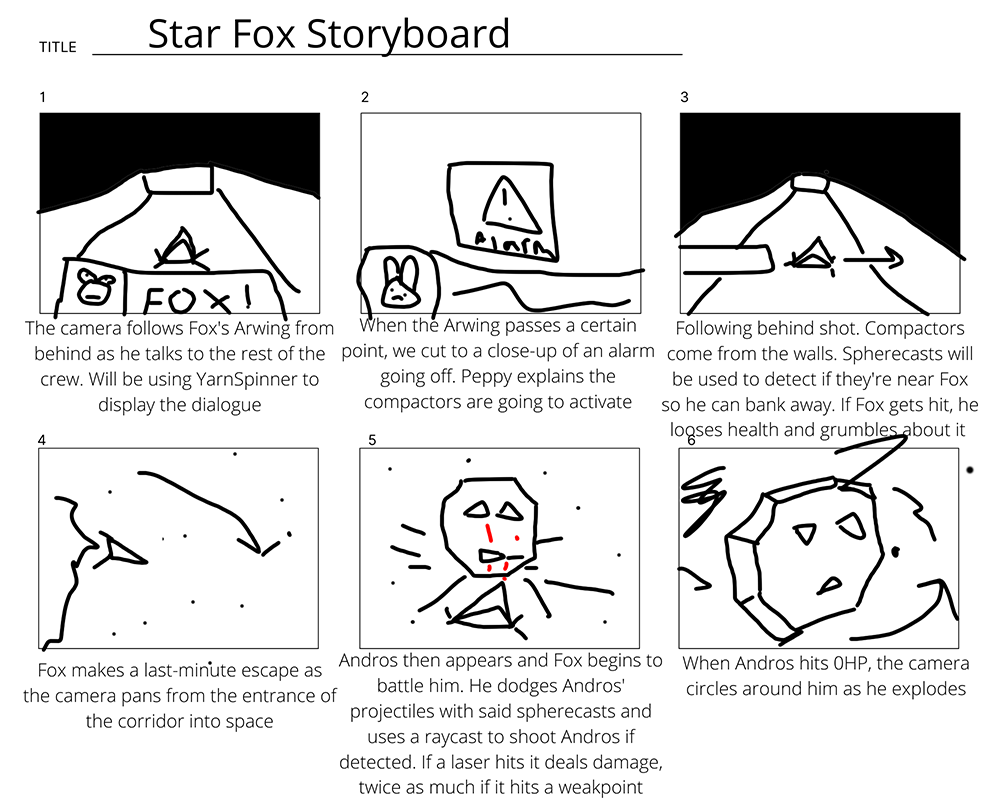 TITLE Star Fox Storyboard
1
FOX!
The camera follows Fox's Arwing from
behind as he talks to the rest of the
crew. Will be using YarnSpinner to
display the dialogue
2
!
Alarm
When the Arwing passes a certain
point, we cut to a close-up of an alarm
going off. Peppy explains the
compactors are going to activate
3
Following behind shot. Compactors
come from the walls. Spherecasts will
be used to detect if they're near Fox
so he can bank away. If Fox gets hit, he
looses health and grumbles about it
4
Fox makes a last-minute escape as
the camera pans from the entrance of
the corridor into space
5
Andros then appears and Fox begins to
battle him. He dodges Andros'
projectiles with said spherecasts and
uses a raycast to shoot Andros if
detected. If a laser hits it deals damage,
twice as much if it hits a weakpoint
6
When Andros hits 0HP, the camera
circles around him as he explodes